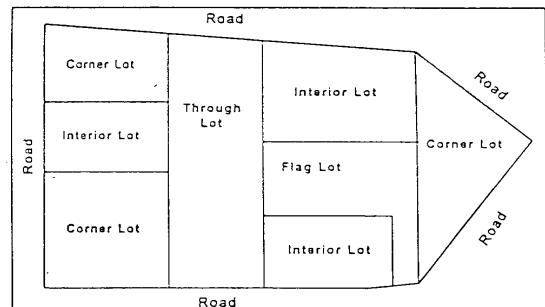 Road
Corner Lot
Interior Lot
Road
Through
Lot
Interior Lot
Road
Corner Lot
Flag Lot
Corner Lot
Interior Lot
Road
Road